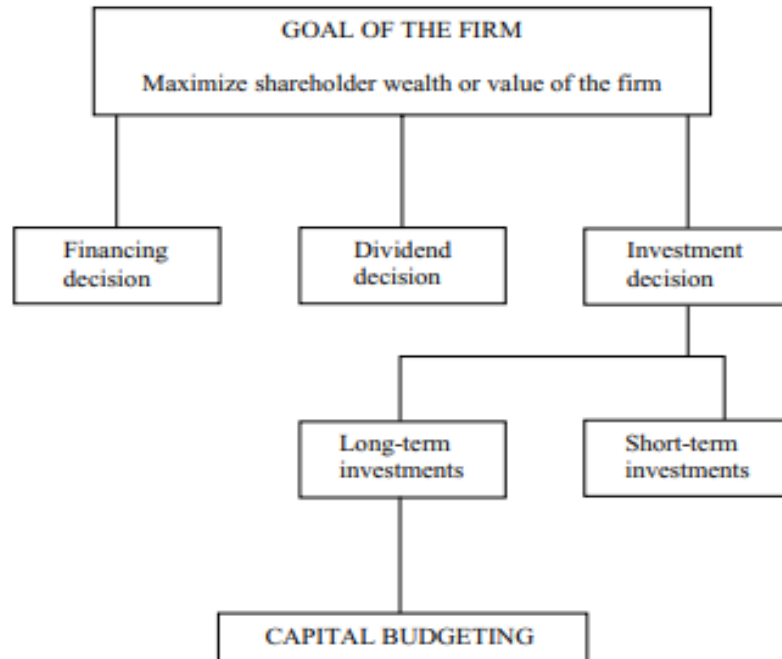 GOAL OF THE FIRM
Maximize shareholder wealth or value of the firm
Financing
decision
Dividend
decision
Investment
decision
Long-term
investments
Short-term
investments
CAPITAL BUDGETING